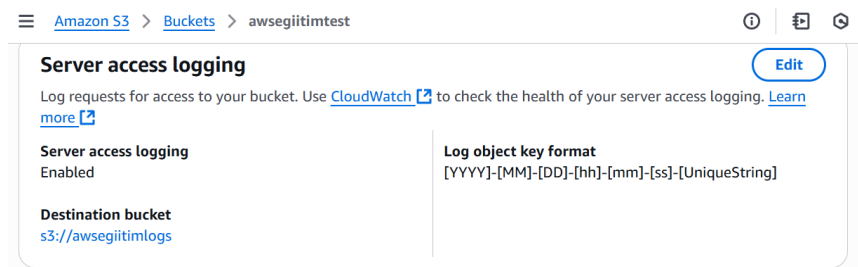 Amazon S3 > Buckets > awsegiitimtest
Server access logging
Edit
Log requests for access to your bucket. Use CloudWatch to check the health of your server access logging. Learn
more
Server access logging
Enabled
Log object key format
[YYYY]-[MM]-[DD]-[hh]-[mm]-[ss]-[UniqueString]
Destination bucket
s3://awsegiitimlogs